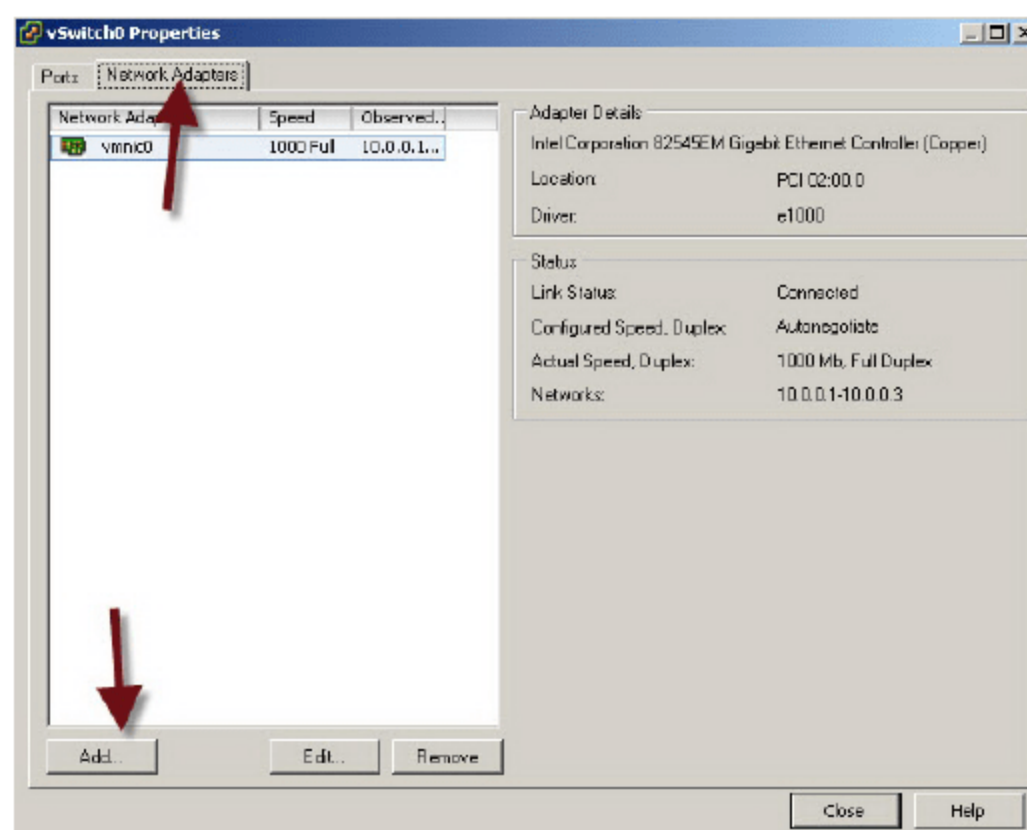 vSwitch0 Properties
Ports Network Adapters
Network Adap Speed Observed..
vmnic0 1000 Full 10.0.0.1...
Adapter Details
Intel Corporation 82545EM Gigabit Ethernet Controller (Copper)
Location: PCI 02:00.0
Driver: e1000
Status
Link Status: Connected
Configured Speed, Duplex: Autonegotiate
Actual Speed, Duplex: 1000 Mb, Full Duplex
Networks: 10.0.0.1-10.0.0.3
Add... Edit... Remove
Close Help